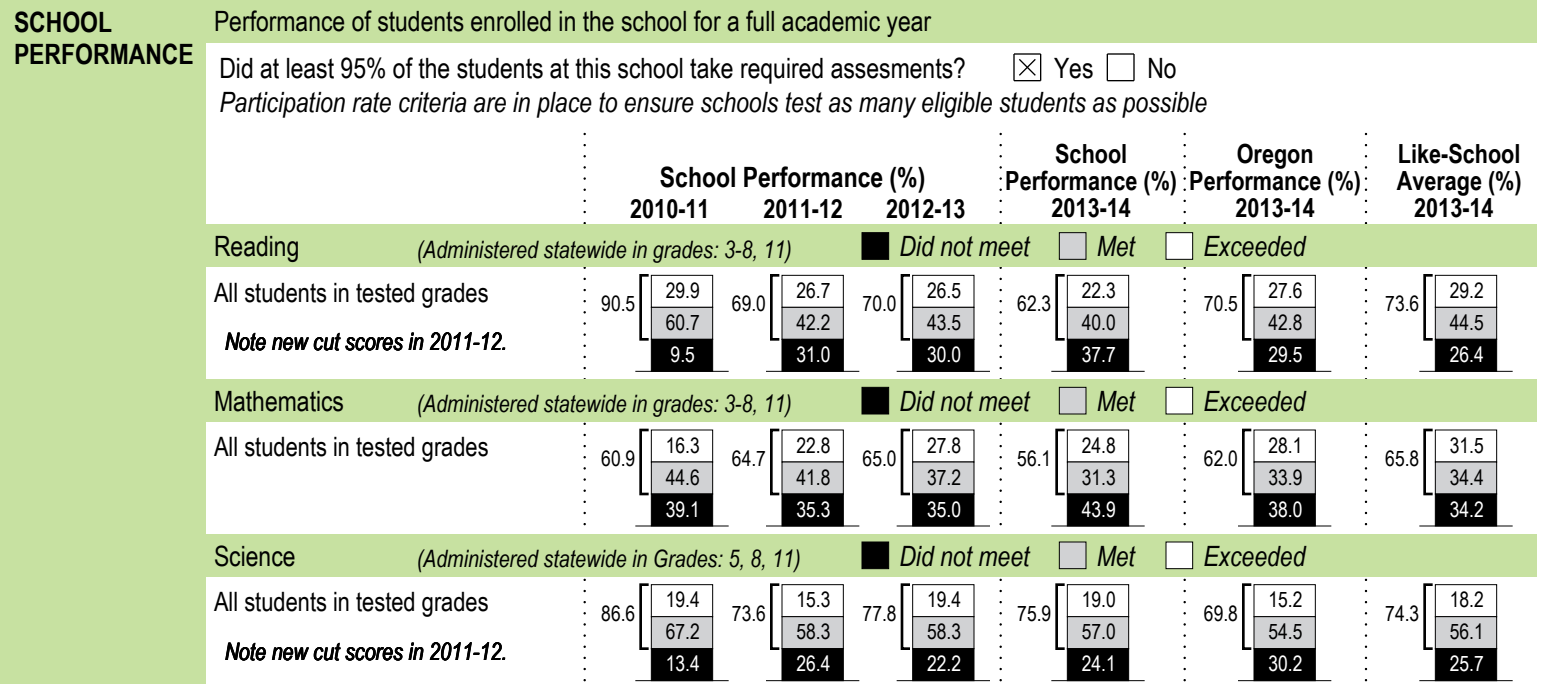 SCHOOL
PERFORMANCE
Performance of students enrolled in the school for a full academic year
Did at least 95% of the students at this school take required assesments? Yes No
Participation rate criteria are in place to ensure schools test as many eligible students as possible
School Performance (%)
2010-11 2011-12 2012-13
School
Performance (%)
2013-14
Oregon
Performance (%)
2013-14
Like-School
Average (%)
2013-14
Reading (Administered statewide in grades: 3-8, 11) Did not meet Met Exceeded
All students in tested grades
Note new cut scores in 2011-12.
90.5 29.9 60.7 9.5
69.0 26.7 42.2 31.0
70.0 26.5 43.5 30.0
62.3 22.3 40.0 37.7
70.5 27.6 42.8 29.5
73.6 29.2 44.5 26.4
Mathematics (Administered statewide in grades: 3-8, 11) Did not meet Met Exceeded
All students in tested grades
60.9 16.3 44.6 39.1
64.7 22.8 41.8 35.3
65.0 27.8 37.2 35.0
56.1 24.8 31.3 43.9
62.0 28.1 33.9 38.0
65.8 31.5 34.4 34.2
Science (Administered statewide in Grades: 5, 8, 11) Did not meet Met Exceeded
All students in tested grades
Note new cut scores in 2011-12.
86.6 19.4 67.2 13.4
73.6 15.3 58.3 26.4
77.8 19.4 58.3 22.2
75.9 19.0 57.0 24.1
69.8 15.2 54.5 30.2
74.3 18.2 56.1 25.7